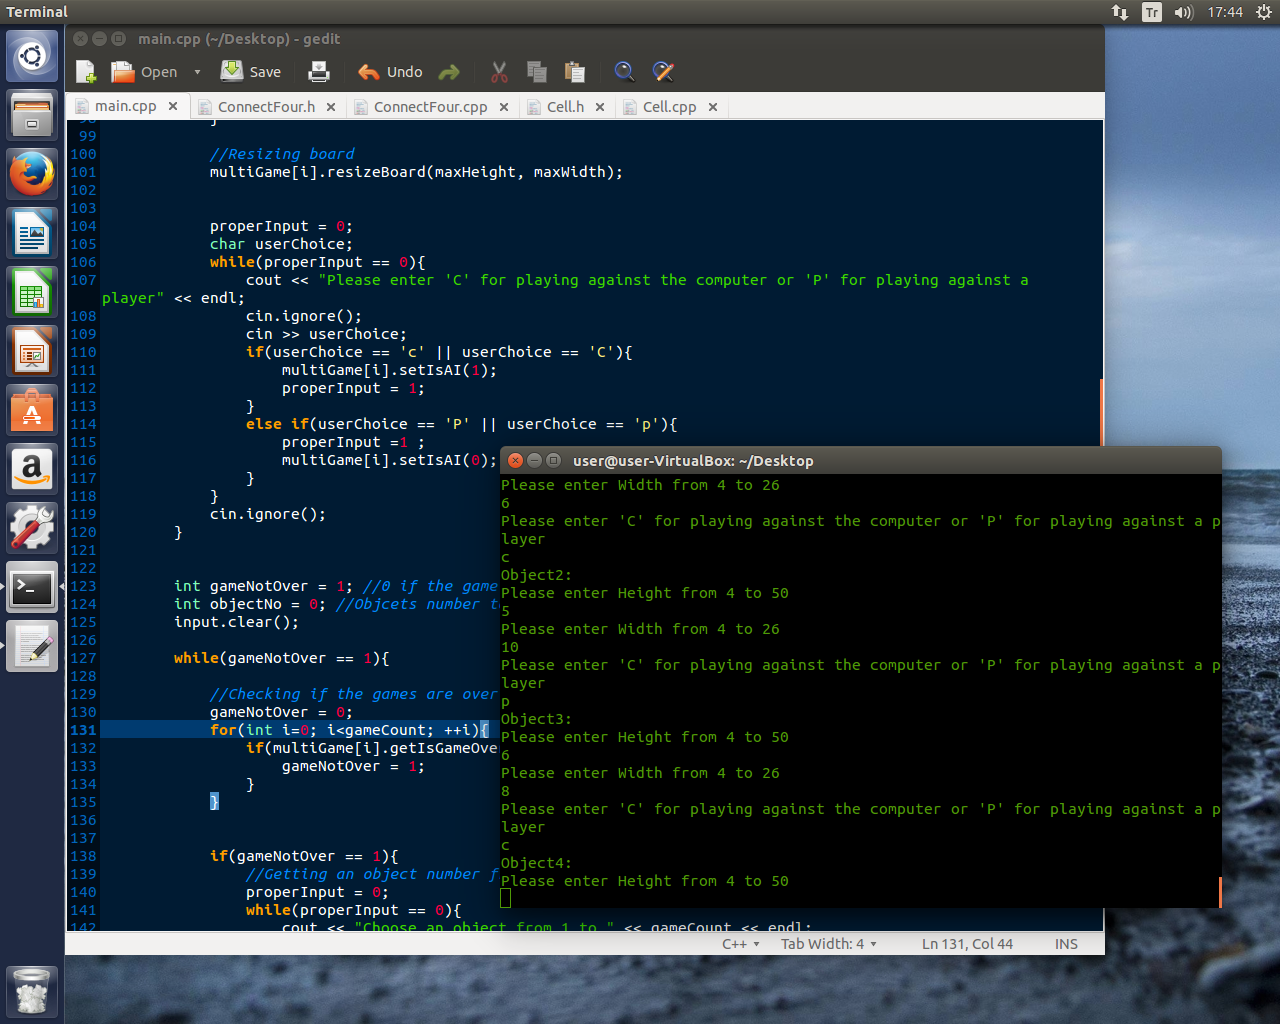 Terminal
Tr
17:44
main.cpp (~/Desktop) - gedit
Open
Save
Undo
main.cpp
ConnectFour.h
ConnectFour.cpp
Cell.h
Cell.cpp
99
100 //Resizing board
101 multiGame[i].resizeBoard(maxHeight, maxWidth);
102
103
104 properInput = 0;
105 char userChoice;
106 while(properInput == 0){
107 cout << "Please enter 'C' for playing against the computer or 'P' for playing against a
player" << endl;
108 cin.ignore();
109 cin >> userChoice;
110 if(userChoice == 'c' || userChoice == 'C'){
111 multiGame[i].setIsAI(1);
112 properInput = 1;
113 }
114 else if(userChoice == 'P' || userChoice == 'p'){
115 properInput =1 ;
116 multiGame[i].setIsAI(0);
117 }
118 }
119 cin.ignore();
120 }
121
122
123 int gameNotOver = 1; //0 if the game
124 int objectNo = 0; //Objcets number t
125 input.clear();
126
127 while(gameNotOver == 1){
128
129 //Checking if the games are over
130 gameNotOver = 0;
131 for(int i=0; i<gameCount; ++i){
132 if(multiGame[i].getIsGameOve
133 gameNotOver = 1;
134 }
135 }
136
137
138 if(gameNotOver == 1){
139 //Getting an object number f
140 properInput = 0;
141 while(properInput == 0){
142 cout << "Choose an object from 1 to " << gameCount << endl;
C++
Tab Width: 4
Ln 131, Col 44
INS
user@user-VirtualBox: ~/Desktop
Please enter Width from 4 to 26
6
Please enter 'C' for playing against the computer or 'P' for playing against a p
layer
c
Object2:
Please enter Height from 4 to 50
5
Please enter Width from 4 to 26
10
Please enter 'C' for playing against the computer or 'P' for playing against a p
layer
p
Object3:
Please enter Height from 4 to 50
6
Please enter Width from 4 to 26
8
Please enter 'C' for playing against the computer or 'P' for playing against a p
layer
c
Object4:
Please enter Height from 4 to 50